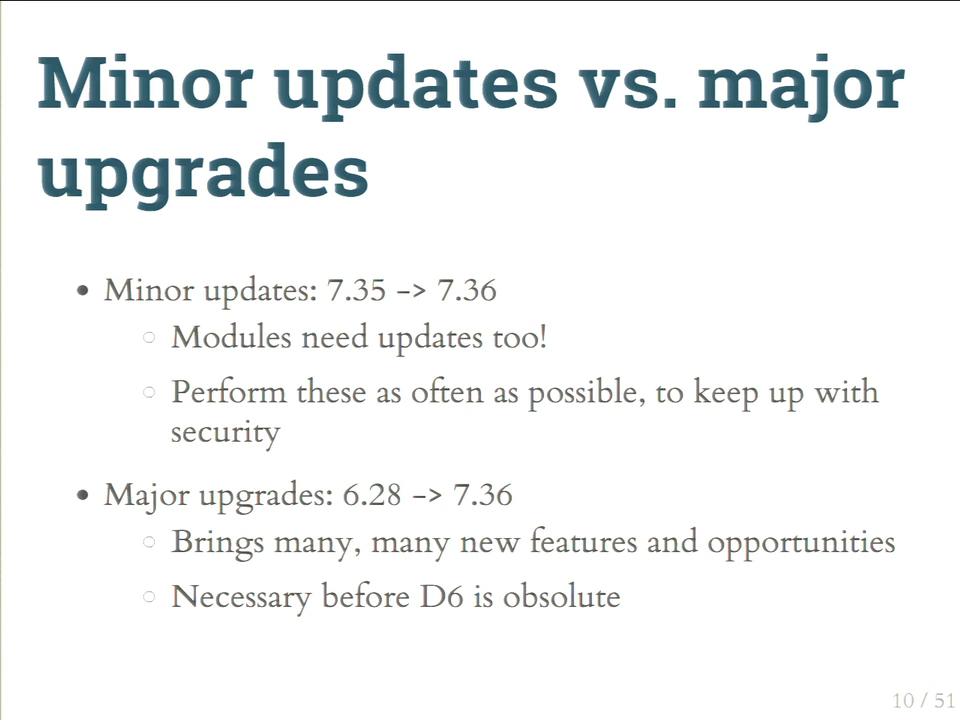 Minor updates vs. major
upgrades
• Minor updates: 7.35 -> 7.36
○ Modules need updates too!
○ Perform these as often as possible, to keep up with
security
• Major upgrades: 6.28 -> 7.36
○ Brings many, many new features and opportunities
○ Necessary before D6 is absolute
10 / 51